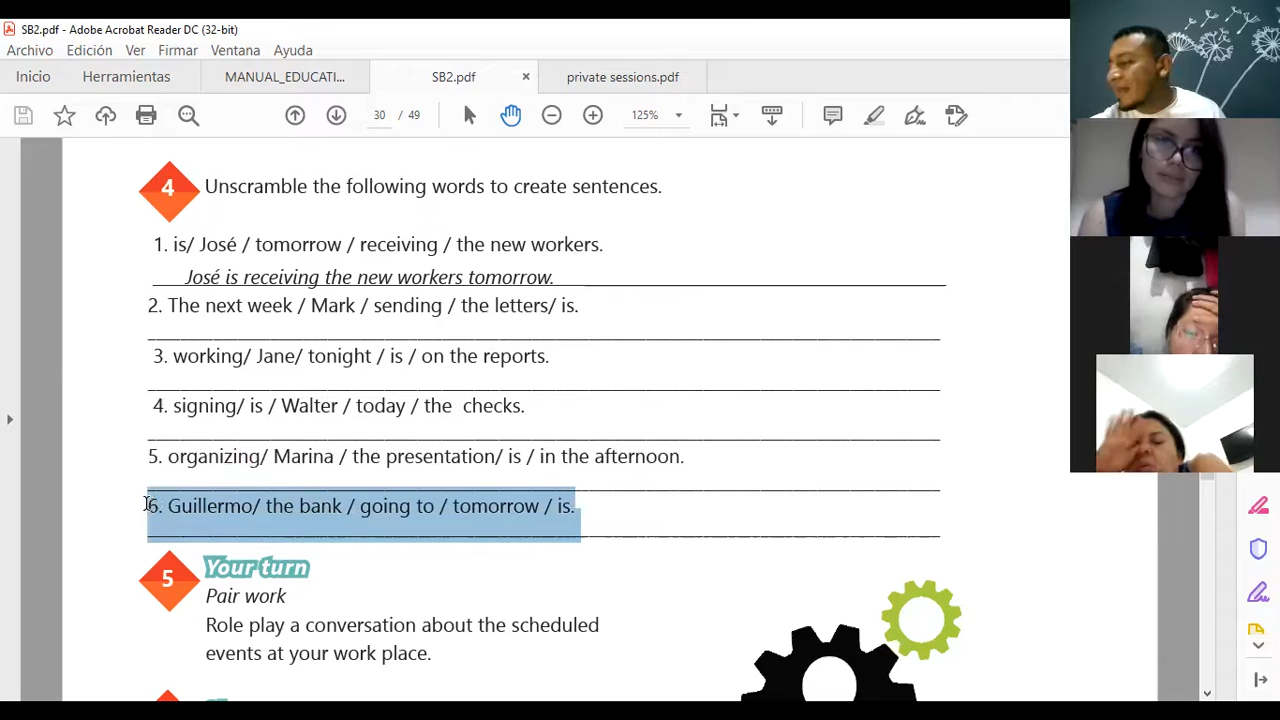 SB2.pdf - Adobe Acrobat Reader DC (32-bit)
Archivo Edición Ver Firmar Ventana Ayuda
Inicio Herramientas MANUAL_EDUCATI... SB2.pdf × private sessions.pdf
30 / 49 125%
4 Unscramble the following words to create sentences.
1. is/ José / tomorrow / receiving / the new workers.
José is receiving the new workers tomorrow.
2. The next week / Mark / sending / the letters/ is.
3. working/ Jane/ tonight / is / on the reports.
4. signing/ is / Walter / today / the checks.
5. organizing/ Marina / the presentation/ is / in the afternoon.
6. Guillermo/ the bank / going to / tomorrow / is.
5 Your turn
Pair work
Role play a conversation about the scheduled
events at your work place.